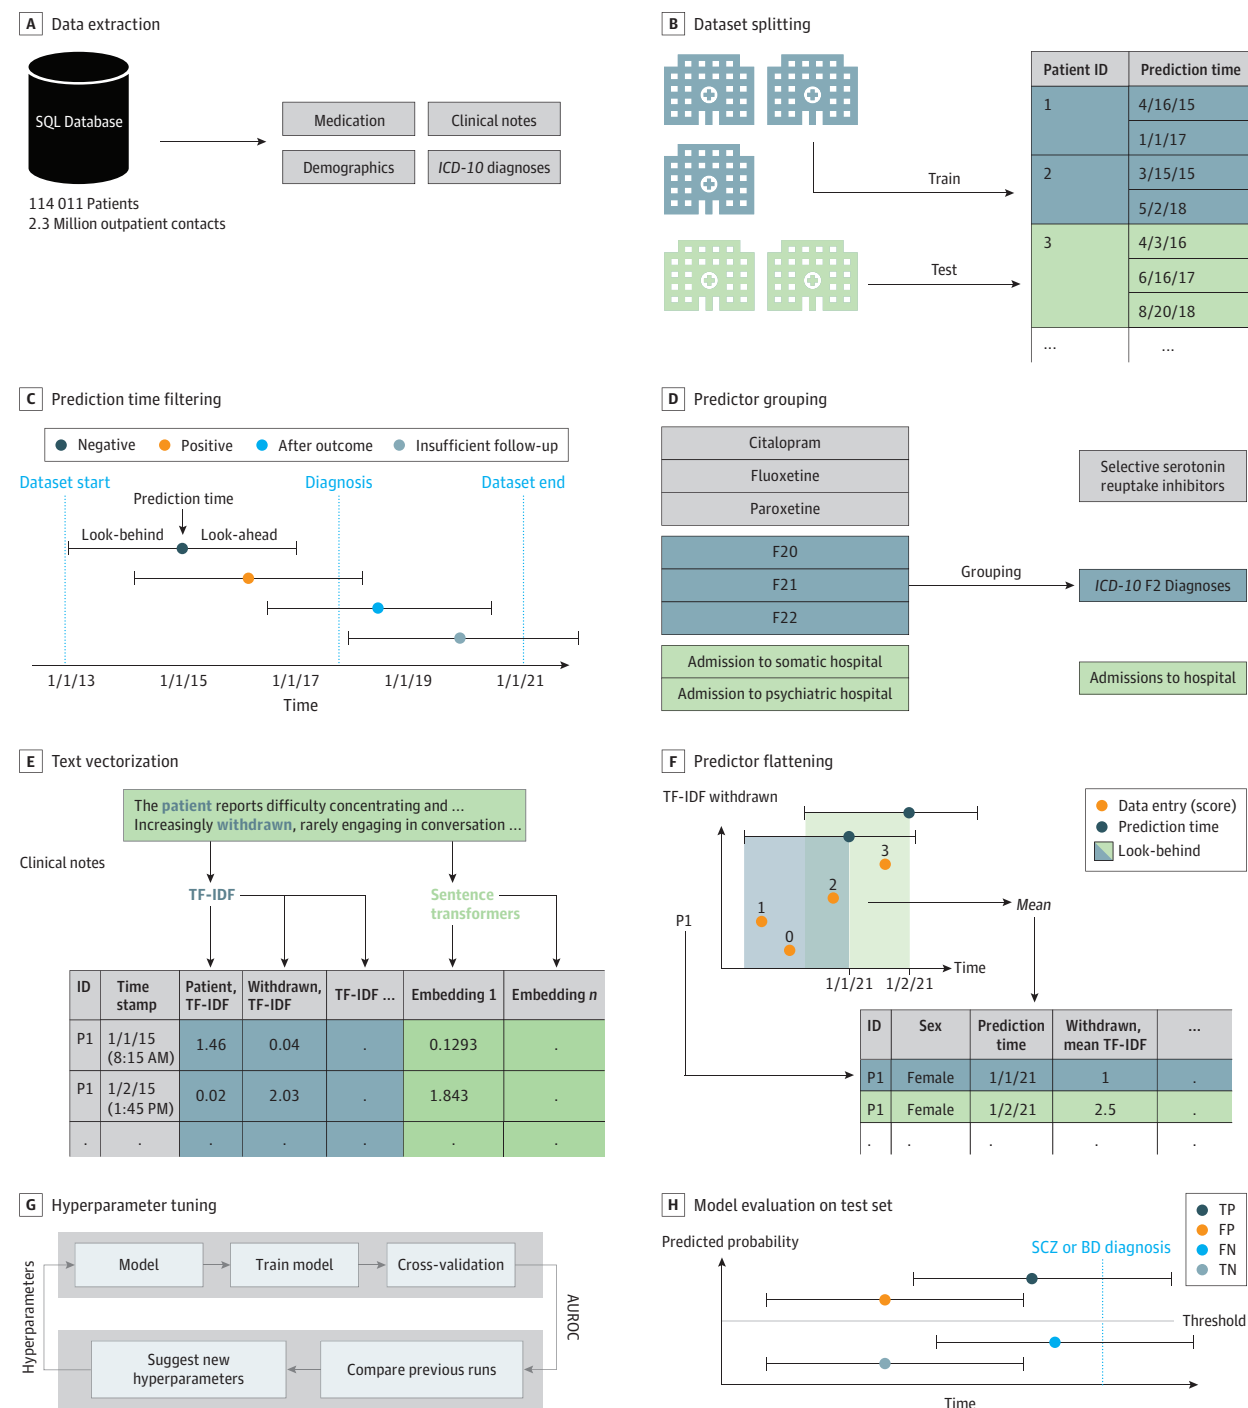 A Data extraction
SQL Database
Medication
Clinical notes
Demographics
ICD-10 diagnoses
114 011 Patients
2.3 Million outpatient contacts
B Dataset splitting
Train
Test
Patient ID Prediction time
1 4/16/15
1/1/17
2 3/15/15
5/2/18
3 4/3/16
6/16/17
8/20/18
... ...
C Prediction time filtering
Negative Positive After outcome Insufficient follow-up
Dataset start Diagnosis Dataset end
Prediction time
Look-behind Look-ahead
1/1/13 1/1/15 1/1/17 1/1/19 1/1/21
Time
D Predictor grouping
Citalopram
Fluoxetine
Paroxetine
Selective serotonin
reuptake inhibitors
F20
F21
F22
Grouping
ICD-10 F2 Diagnoses
Admission to somatic hospital
Admission to psychiatric hospital
Admissions to hospital
E Text vectorization
The patient reports difficulty concentrating and ...
Increasingly withdrawn, rarely engaging in conversation ...
Clinical notes
TF-IDF
Sentence
transformers
ID Time
stamp Patient,
TF-IDF Withdrawn,
TF-IDF TF-IDF ... Embedding 1 Embedding n
P1 1/1/15
(8:15 AM) 1.46 0.04 . 0.1293 .
P1 1/2/15
(1:45 PM) 0.02 2.03 . 1.843 .
. . . . . . .
F Predictor flattening
TF-IDF withdrawn
Data entry (score)
Prediction time
Look-behind
3
2
1
0
P1
Mean
Time
1/1/21 1/2/21
ID Sex Prediction
time Withdrawn,
mean TF-IDF ...
P1 Female 1/1/21 1 .
P1 Female 1/2/21 2.5 .
. . . . .
G Hyperparameter tuning
Hyperparameters
Model
Train model
Cross-validation
AUROC
Suggest new
hyperparameters
Compare previous runs
H Model evaluation on test set
TP
FP
FN
TN
Predicted probability
SCZ or BD diagnosis
Threshold
Time